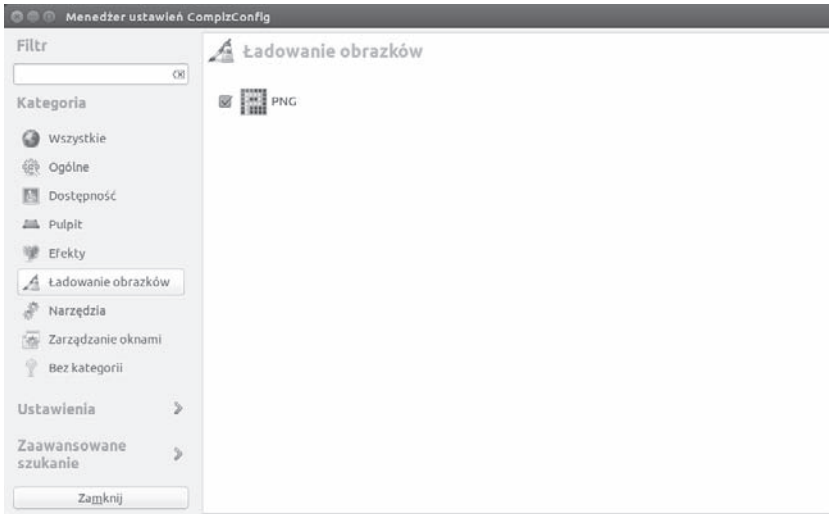 Menedżer ustawień CompizConfig
Filtr
Kategoria
Wszystkie
Ogólne
Dostępność
Pulpit
Efekty
Ładowanie obrazków
Narzędzia
Zarządzanie oknami
Bez kategorii
Ustawienia
Zaawansowane
szukanie
Zamknij
Ładowanie obrazków
PNG